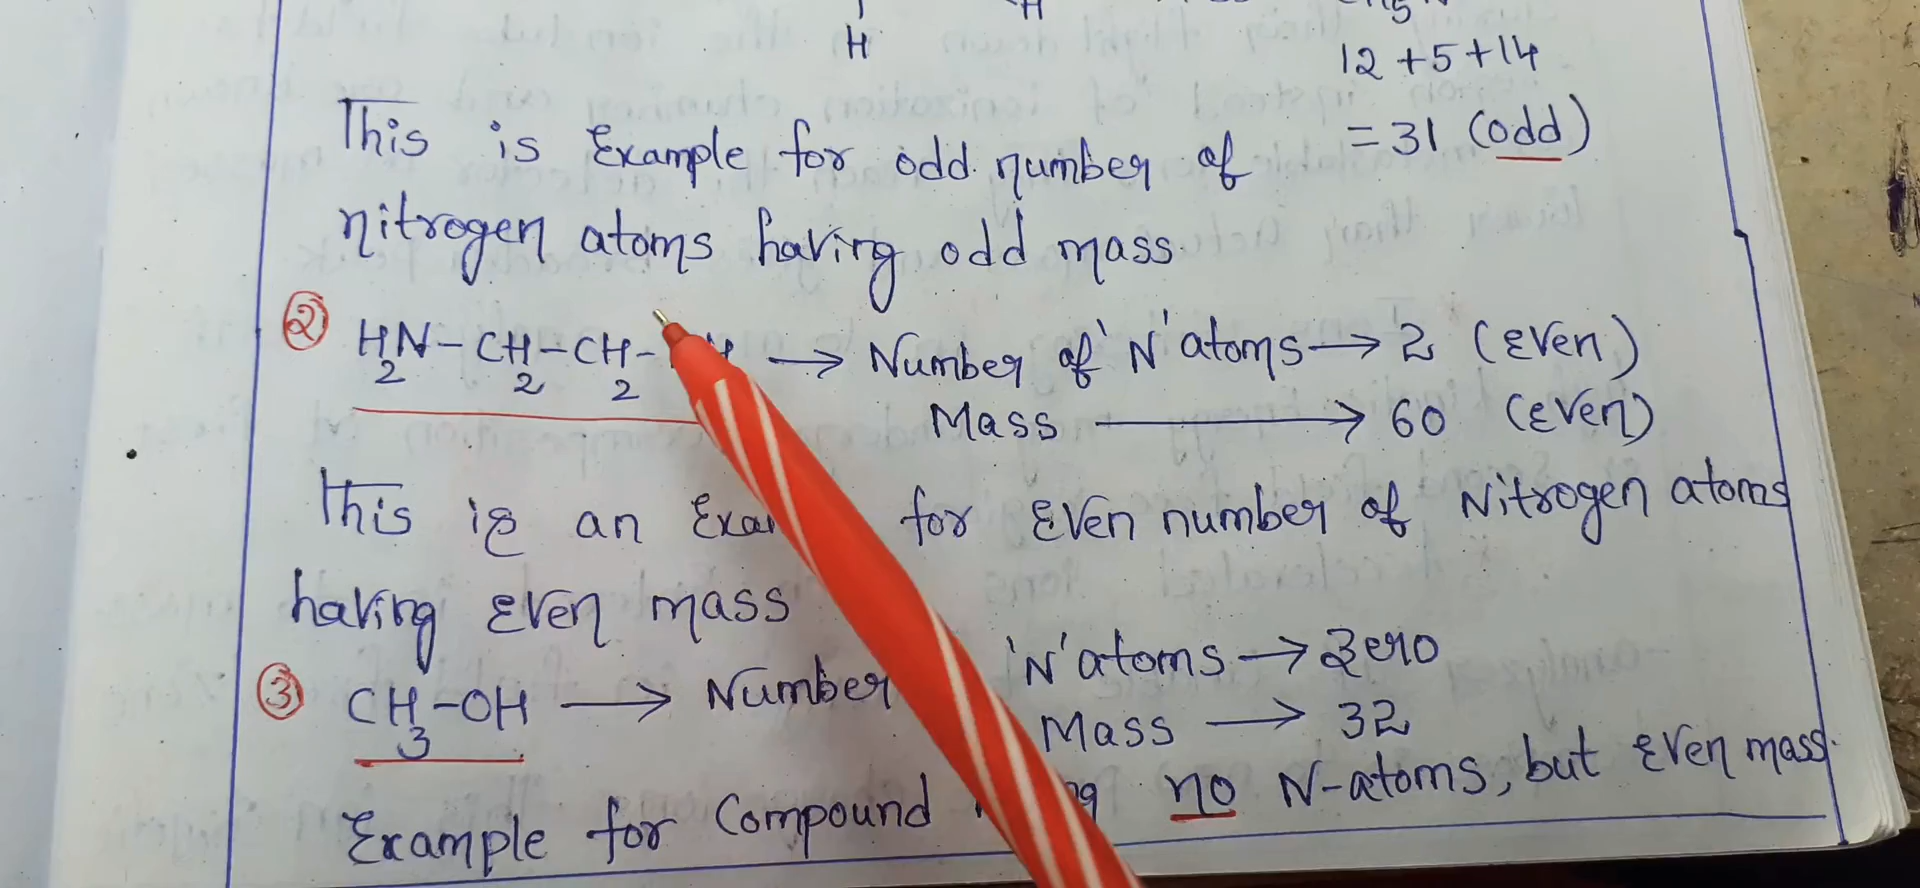 H
H
12 +5+14
This is Example for odd number of = 31 (odd)
nitrogen atoms having odd mass.
② H2N-CH2-CH2- → Number of 'N' atoms → 2 (Even)
Mass → 60 (Even)
This is an for Even number of Nitrogen atoms
having Even mass
③ CH3-OH → Number 'N' atoms → Zero
Mass → 32
Example for Compound no N-atoms, but Even mass.